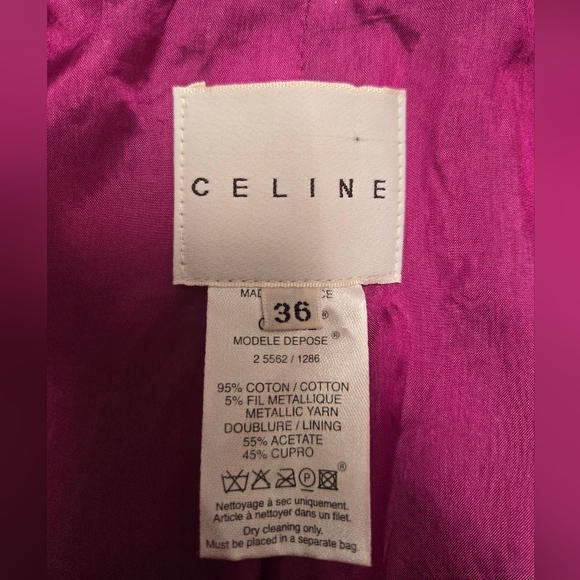 CELINE
36
MODELE DEPOSE ®
2 5562 / 1286
95% COTON / COTTON
5% FIL METALLIQUE
METALLIC YARN
DOUBLURE / LINING
55% ACETATE
45% CUPRO
P
Nettoyage à sec uniquement.
Article à nettoyer dans un filet.
Dry cleaning only.
Must be placed in a separate bag.